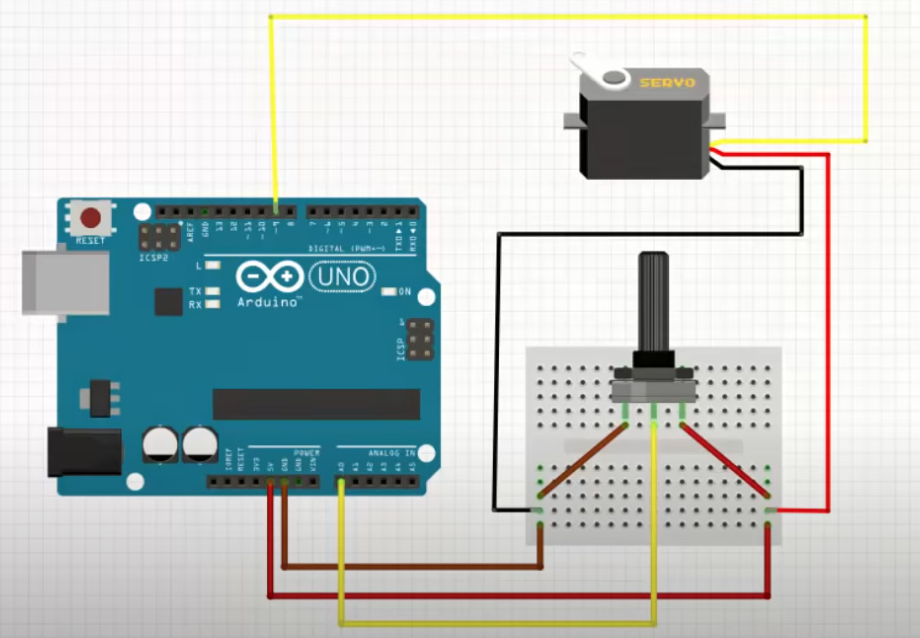 SERVO
RESET
ICSP2
AREF
GND
13
12
~11
~10
~9
8
7
~6
~5
4
~3
2
TX0▶1
RX0◀0
DIGITAL (PWM=~)
L
TX
RX
UNO
Arduino™
ON
ICSP
1
IOREF
RESET
3V3
5V
GND
GND
VIN
POWER
ANALOG IN
A0
A1
A2
A3
A4
A5